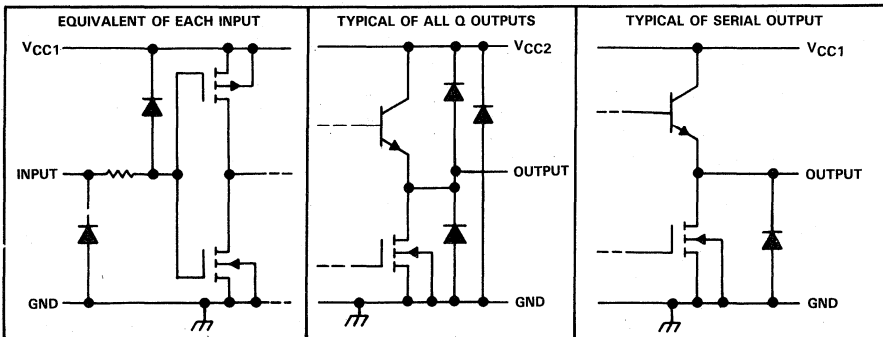 EQUIVALENT OF EACH INPUT
VCC1
INPUT
GND
TYPICAL OF ALL Q OUTPUTS
VCC2
OUTPUT
GND
TYPICAL OF SERIAL OUTPUT
VCC1
OUTPUT
GND